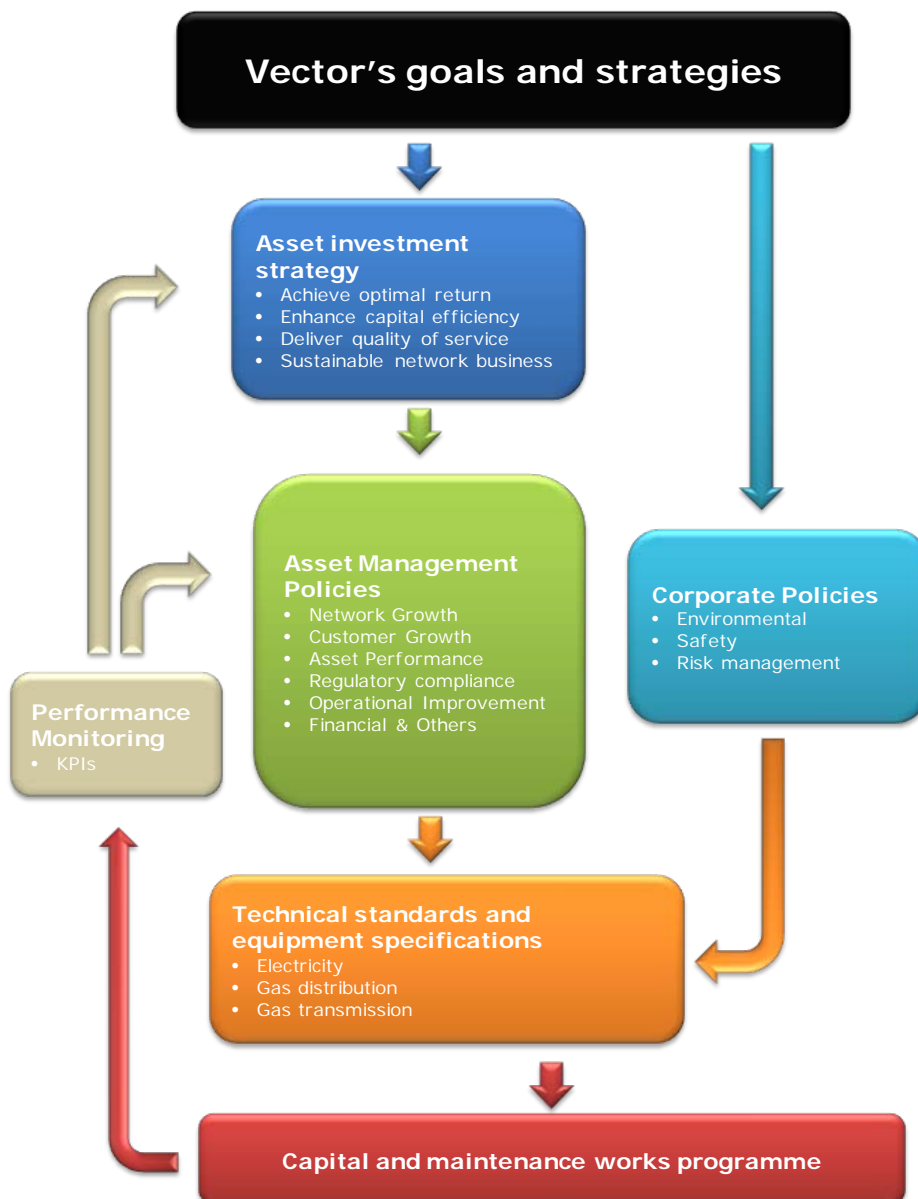 Vector's goals and strategies
Asset investment
strategy
• Achieve optimal return
• Enhance capital efficiency
• Deliver quality of service
• Sustainable network business
Asset Management
Policies
• Network Growth
• Customer Growth
• Asset Performance
• Regulatory compliance
• Operational Improvement
• Financial & Others
Corporate Policies
• Environmental
• Safety
• Risk management
Performance
Monitoring
• KPIs
Technical standards and
equipment specifications
• Electricity
• Gas distribution
• Gas transmission
Capital and maintenance works programme